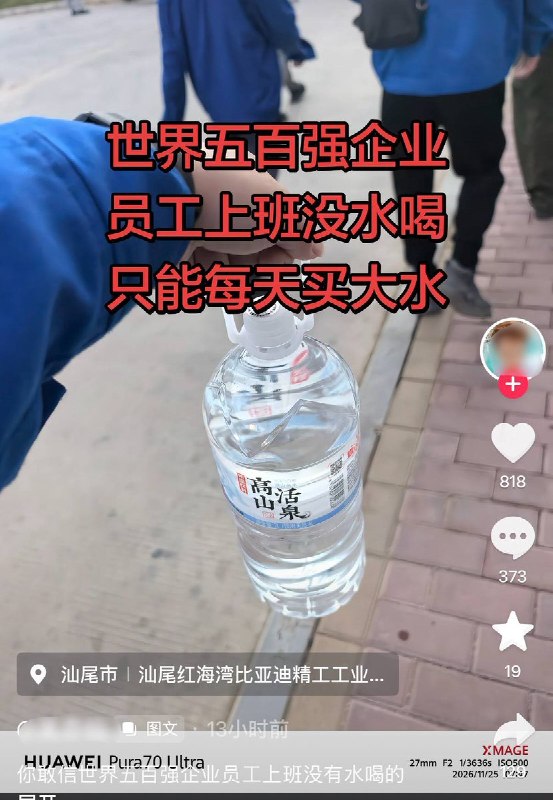 世界五百强企业
员工上班没水喝
只能每天买大水
高山
活泉
818
373
19
汕尾市 | 汕尾红海湾比亚迪精工工业...
图文 · 13小时前
HUAWEI Pura70 Ultra
XMAGE
27mm F2 1/3636s ISO500
2026/11/25
你敢信世界五百强企业员工上班没有水喝的
展开